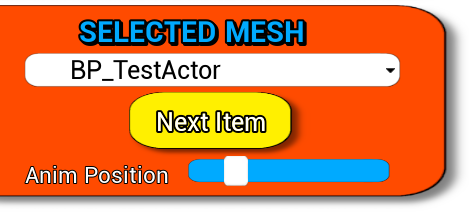 SELECTED MESH
BP_TestActor
Next Item
Anim Position